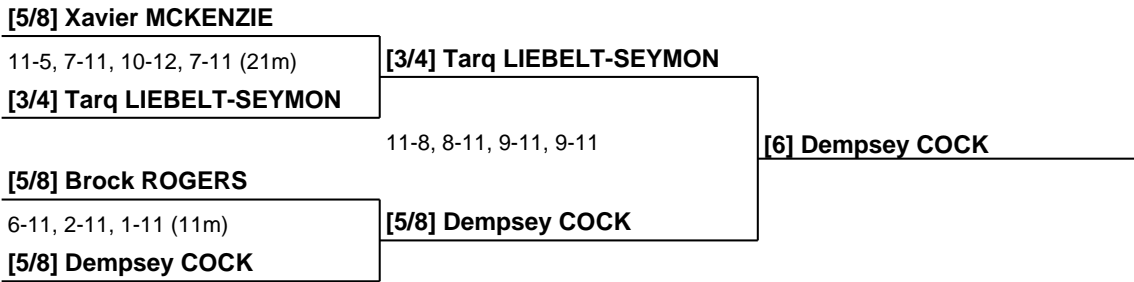 [5/8] Xavier MCKENZIE
11-5, 7-11, 10-12, 7-11 (21m)
[3/4] Tarq LIEBELT-SEYMON
[3/4] Tarq LIEBELT-SEYMON
11-8, 8-11, 9-11, 9-11
[6] Dempsey COCK
[5/8] Brock ROGERS
6-11, 2-11, 1-11 (11m)
[5/8] Dempsey COCK
[5/8] Dempsey COCK